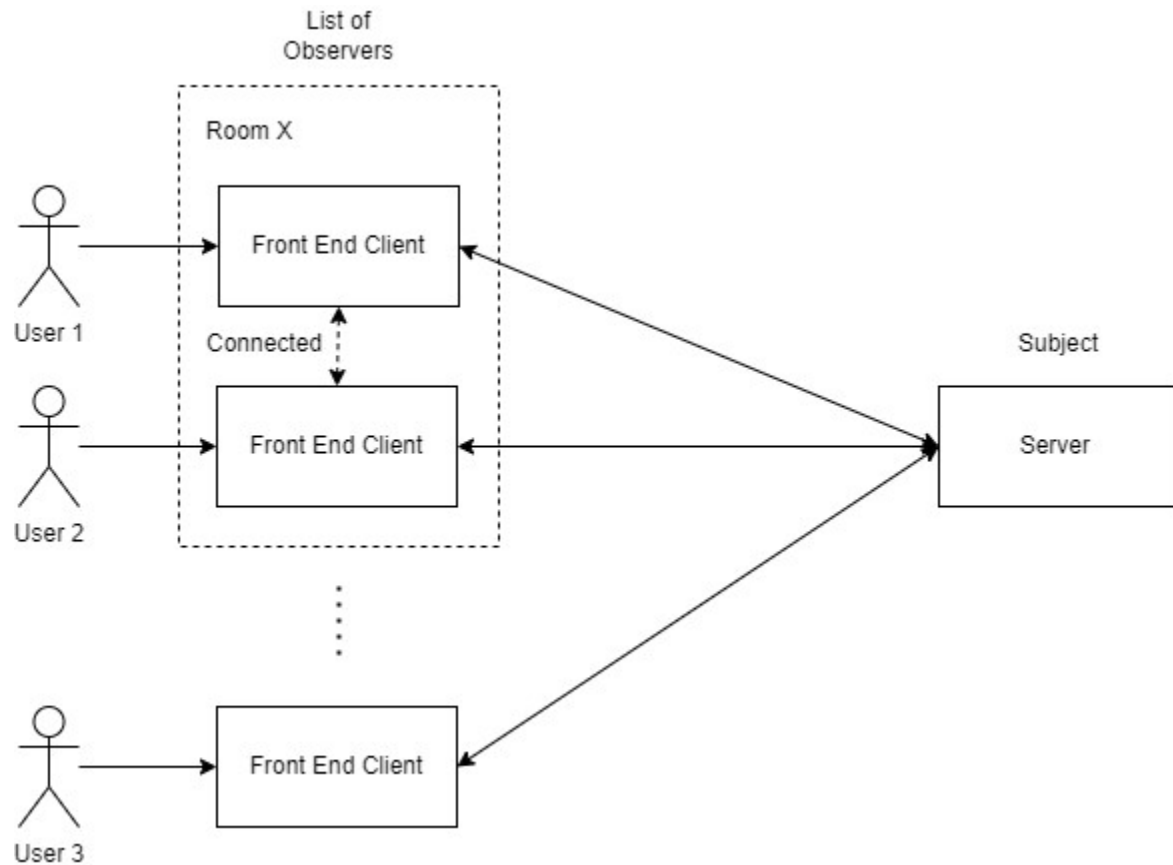 List of
Observers
Room X
Front End Client
User 1
Connected
Subject
Front End Client
Server
User 2
Front End Client
User 3